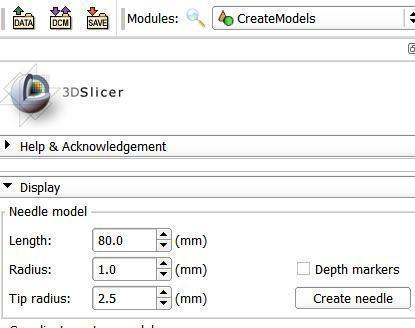 DATA DCM SAVE Modules: CreateModels
3DSlicer
Help & Acknowledgement
Display
Needle model
Length: 80.0 (mm)
Radius: 1.0 (mm) Depth markers
Tip radius: 2.5 (mm) Create needle